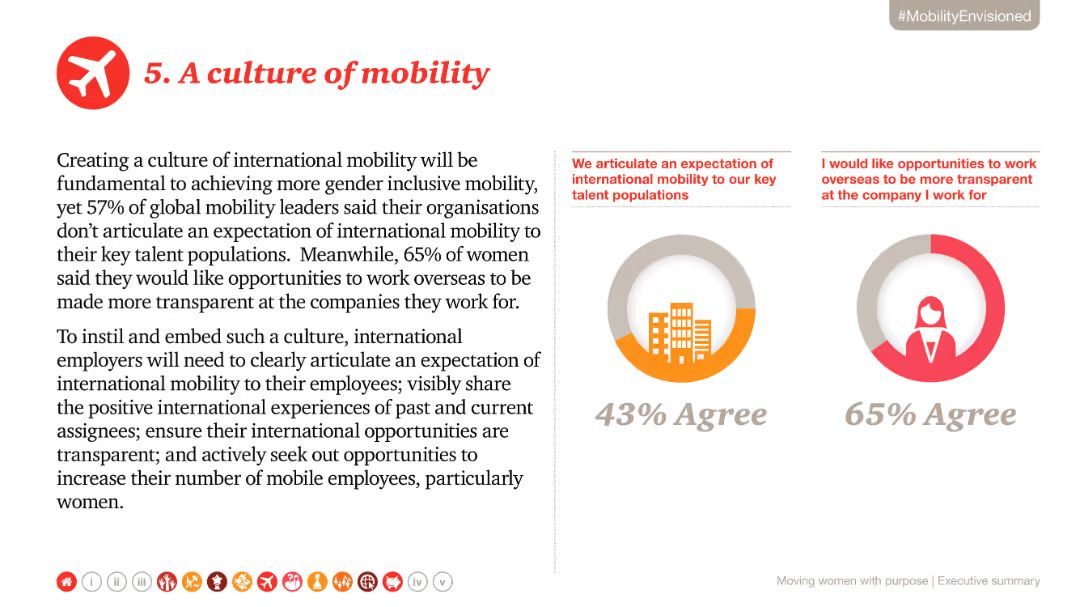 #MobilityEnvisioned
5. A culture of mobility
Creating a culture of international mobility will be
fundamental to achieving more gender inclusive mobility,
yet 57% of global mobility leaders said their organisations
don't articulate an expectation of international mobility to
their key talent populations.  Meanwhile, 65% of women
said they would like opportunities to work overseas to be
made more transparent at the companies they work for.
To instil and embed such a culture, international
employers will need to clearly articulate an expectation of
international mobility to their employees; visibly share
the positive international experiences of past and current
assignees; ensure their international opportunities are
transparent; and actively seek out opportunities to
increase their number of mobile employees, particularly
women.
We articulate an expectation of
international mobility to our key
talent populations
43% Agree
I would like opportunities to work
overseas to be more transparent
at the company I work for
65% Agree
i ii iii iv v
Moving women with purpose | Executive summary